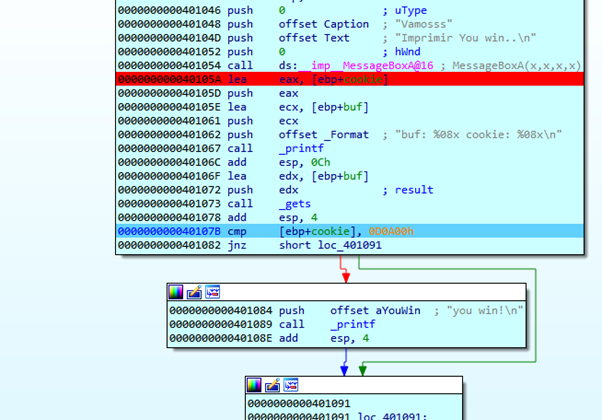 0000000000401046 push 0 ; uType
0000000000401048 push offset Caption ; "Vamosss"
000000000040104D push offset Text ; "Imprimir You win..\n"
0000000000401052 push 0 ; hWnd
0000000000401054 call ds:__imp__MessageBoxA@16 ; MessageBoxA(x,x,x,x)
000000000040105A lea eax, [ebp+cookie]
000000000040105D push eax
000000000040105E lea ecx, [ebp+buf]
0000000000401061 push ecx
0000000000401062 push offset _Format ; "buf: %08x cookie: %08x\n"
0000000000401067 call _printf
000000000040106C add esp, 0Ch
000000000040106F lea edx, [ebp+buf]
0000000000401072 push edx ; result
0000000000401073 call _gets
0000000000401078 add esp, 4
000000000040107B cmp [ebp+cookie], 0D0A00h
0000000000401082 jnz short loc_401091
0000000000401084 push offset aYouWin ; "you win!\n"
0000000000401089 call _printf
000000000040108E add esp, 4
0000000000401091
0000000000401091 loc_401091: